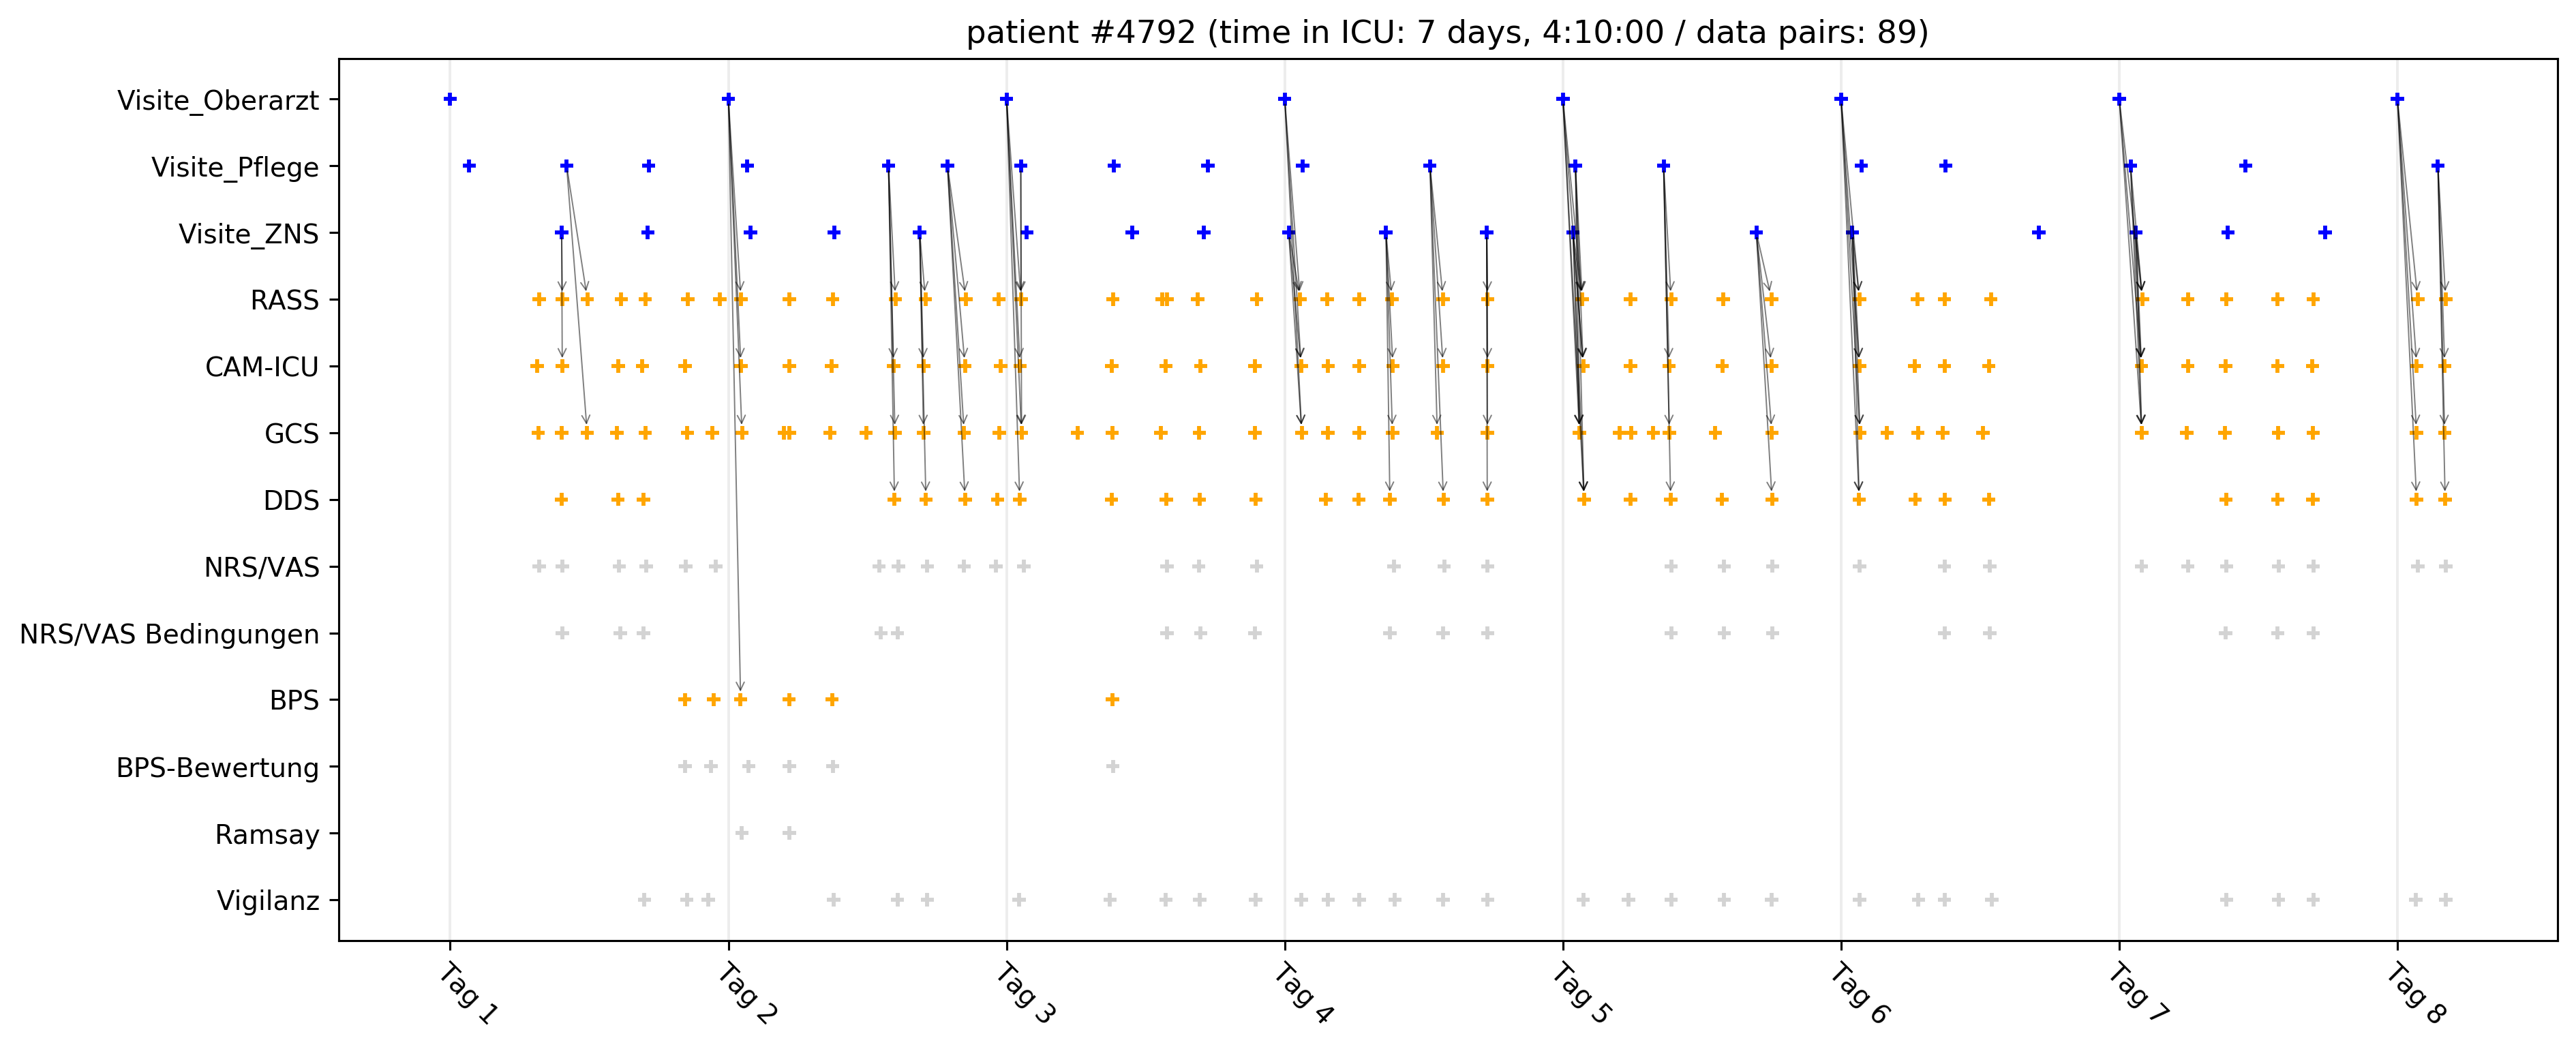 patient #4792 (time in ICU: 7 days, 4:10:00 / data pairs: 89)
Visite_Oberarzt
Visite_Pflege
Visite_ZNS
RASS
CAM-ICU
GCS
DDS
NRS/VAS
NRS/VAS Bedingungen
BPS
BPS-Bewertung
Ramsay
Vigilanz
Tag 1
Tag 2
Tag 3
Tag 4
Tag 5
Tag 6
Tag 7
Tag 8